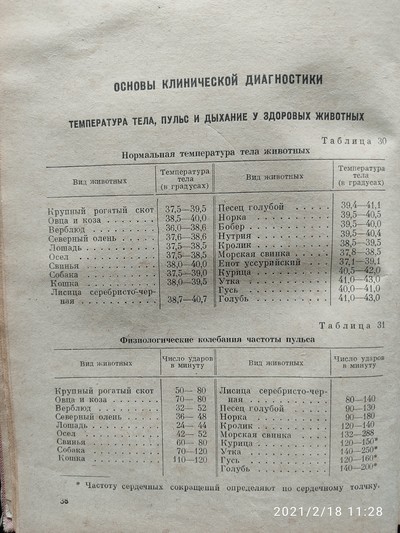 ОСНОВЫ КЛИНИЧЕСКОЙ ДИАГНОСТИКИ
ТЕМПЕРАТУРА ТЕЛА, ПУЛЬС И ДЫХАНИЕ У ЗДОРОВЫХ ЖИВОТНЫХ
Таблица 30
Нормальная температура тела животных
Вид животных Температура тела (в градусах) Вид животных Температура тела (в градусах)
Крупный рогатый скот 37,5—39,5
Овца и коза 38,5—40,0
Верблюд 36,0—38,6
Северный олень 37,6—38,6
Лошадь 37,5—38,5
Осел 37,5—38,5
Свинья 38,0—40,0
Собака 37,5—39,0
Кошка 38,0—39,5
Лисица серебристо-чер-
ная 38,7—40,7
Песец голубой 39,4—41,1
Норка 39,5—40,5
Бобер 39,5—40,0
Нутрия 39,5—40,4
Кролик 38,5—39,5
Морская свинка 37,8—38,5
Енот уссурийский 37,1—39,1
Курица 40,5—42,0
Утка 41,0—43,0
Гусь 40,0—41,0
Голубь 41,0—43,0
Таблица 31
Физиологические колебания частоты пульса
Вид животных Число ударов в минуту Вид животных Число ударов в минуту
Крупный рогатый скот 50— 80
Овца и коза 70— 80
Верблюд 32— 52
Северный олень 36— 48
Лошадь 24— 44
Осел 42— 52
Свинья 60— 80
Собака 70—120
Кошка 110—120
Лисица серебристо-чер-
ная 80—140
Песец голубой 90—130
Норка 90—180
Кролик 120—140
Морская свинка 132—288
Курица 120—150*
Утка 140—250*
Гусь 120—160*
Голубь 140—200*
* Частоту сердечных сокращений определяют по сердечному толчку.
38
2021/2/18 11:28